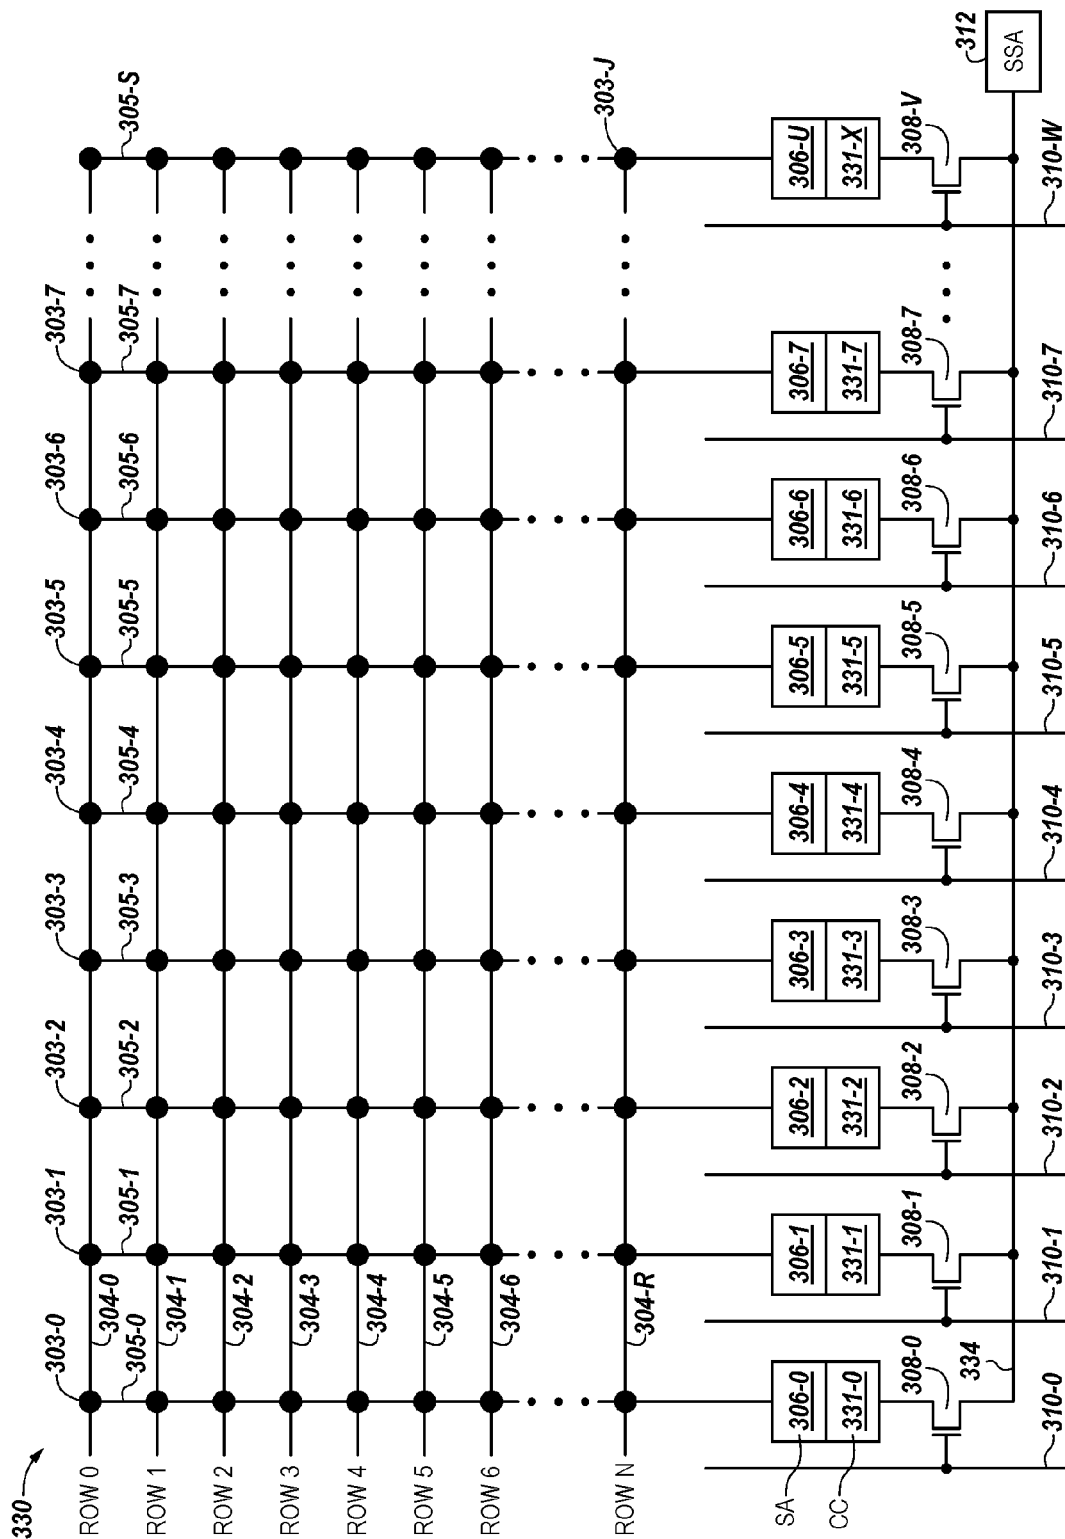 330
303-0 303-1 303-2 303-3 303-4 303-5 303-6 303-7
305-0 305-1 305-2 305-3 305-4 305-5 305-6 305-7 305-S
ROW 0 304-0
ROW 1 304-1
ROW 2 304-2
ROW 3 304-3
ROW 4 304-4
ROW 5 304-5
ROW 6 304-6
303-J
ROW N 304-R
SA 306-0 306-1 306-2 306-3 306-4 306-5 306-6 306-7 306-U
CC 331-0 331-1 331-2 331-3 331-4 331-5 331-6 331-7 331-X
308-0 308-1 308-2 308-3 308-4 308-5 308-6 308-7 308-V
312
334 SSA
310-0 310-1 310-2 310-3 310-4 310-5 310-6 310-7 310-W